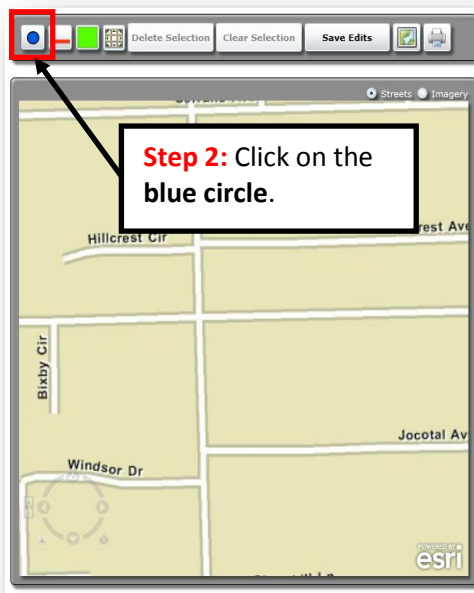 Delete Selection Clear Selection Save Edits
Streets Imagery
Step 2: Click on the
blue circle.
Hillcrest Cir
rest Ave
Bixby Cir
Jocotal Av
Windsor Dr
POWERED BY
esri